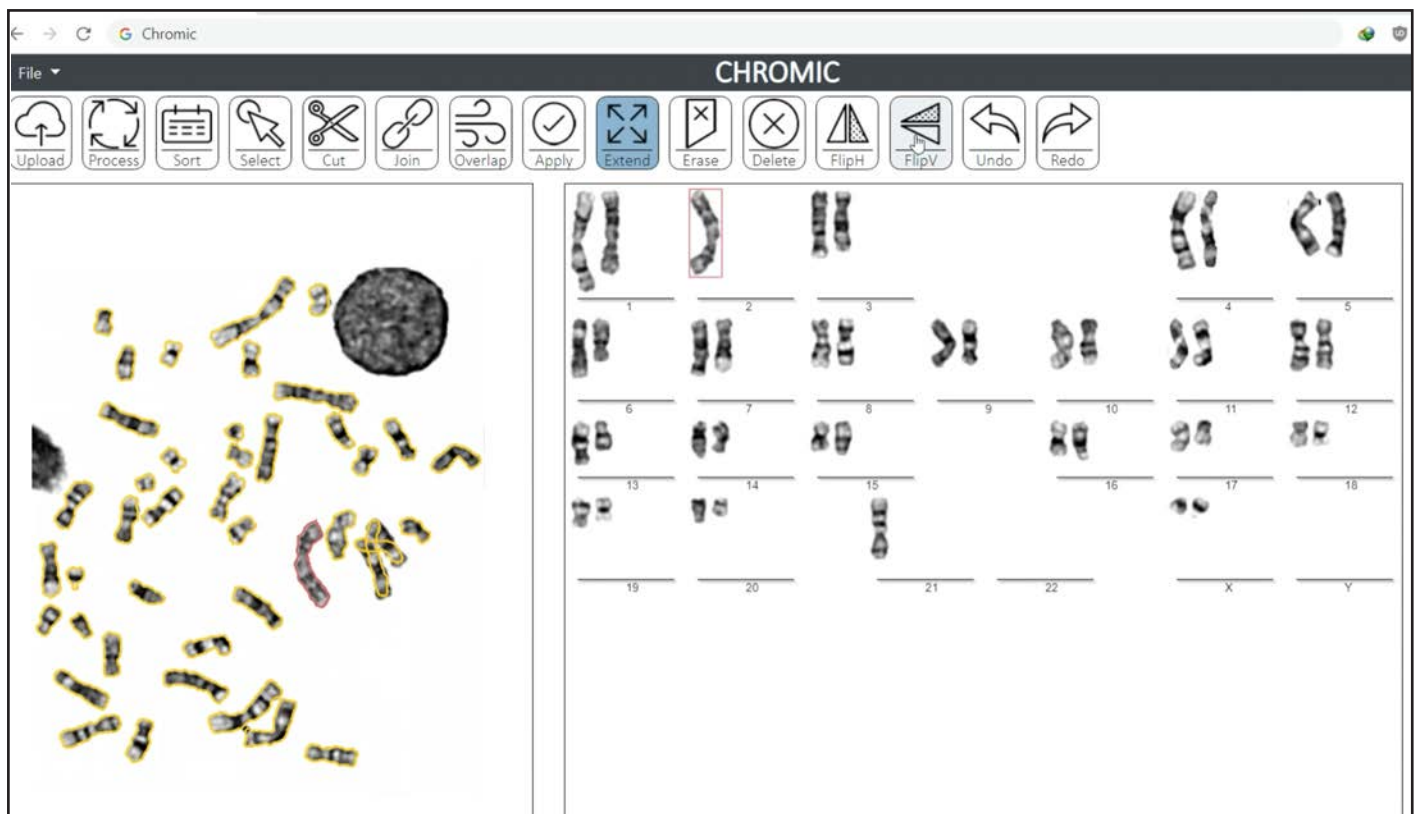 Chromic
File
CHROMIC
Upload Process Sort Select Cut Join Overlap Apply Extend Erase Delete FlipH FlipV Undo Redo
1 2 3 4 5
6 7 8 9 10 11 12
13 14 15 16 17 18
19 20 21 22 X Y